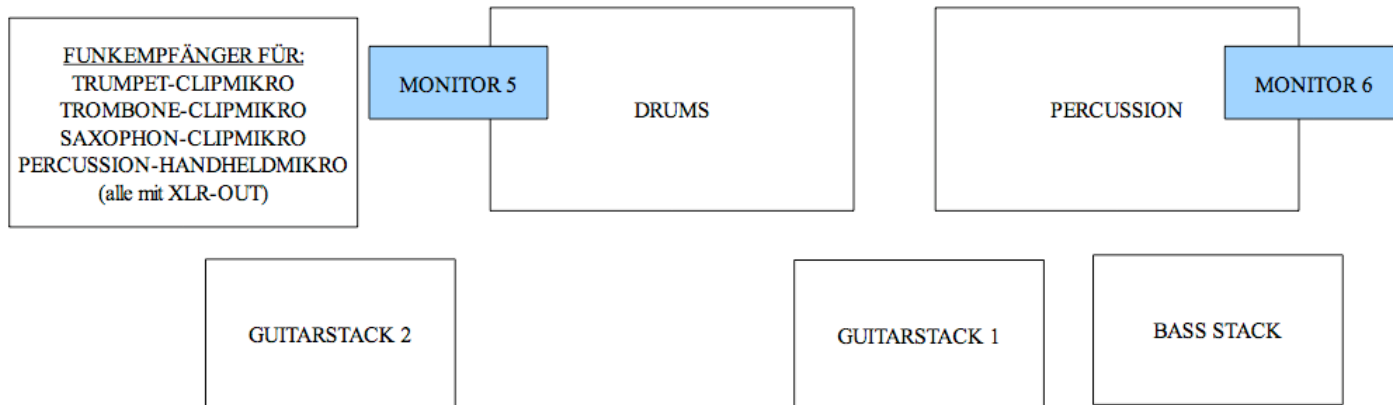 FUNKEMPFÄNGER FÜR:
TRUMPET-CLIPMIKRO
TROMBONE-CLIPMIKRO
SAXOPHON-CLIPMIKRO
PERCUSSION-HANDHELDMIKRO
(alle mit XLR-OUT)
MONITOR 5
DRUMS
PERCUSSION
MONITOR 6
GUITARSTACK 2
GUITARSTACK 1
BASS STACK